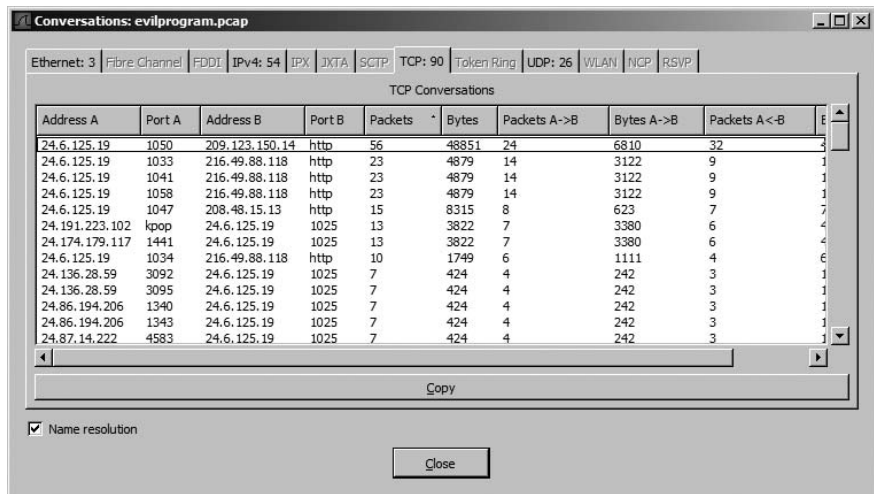 Conversations: evilprogram.pcap
Ethernet: 3 Fibre Channel FDDI IPv4: 54 IPX JXTA SCTP TCP: 90 Token Ring UDP: 26 WLAN NCP RSVP
TCP Conversations
Address A Port A Address B Port B Packets Bytes Packets A->B Bytes A->B Packets A<-B
24.6.125.19 1050 209.123.150.14 http 56 48851 24 6810 32
24.6.125.19 1033 216.49.88.118 http 23 4879 14 3122 9
24.6.125.19 1041 216.49.88.118 http 23 4879 14 3122 9
24.6.125.19 1058 216.49.88.118 http 23 4879 14 3122 9
24.6.125.19 1047 208.48.15.13 http 15 8315 8 623 7
24.191.223.102 kpop 24.6.125.19 1025 13 3822 7 3380 6
24.174.179.117 1441 24.6.125.19 1025 13 3822 7 3380 6
24.6.125.19 1034 216.49.88.118 http 10 1749 6 1111 4
24.136.28.59 3092 24.6.125.19 1025 7 424 4 242 3
24.136.28.59 3095 24.6.125.19 1025 7 424 4 242 3
24.86.194.206 1340 24.6.125.19 1025 7 424 4 242 3
24.86.194.206 1343 24.6.125.19 1025 7 424 4 242 3
24.87.14.222 4583 24.6.125.19 1025 7 424 4 242 3
Copy
Name resolution
Close